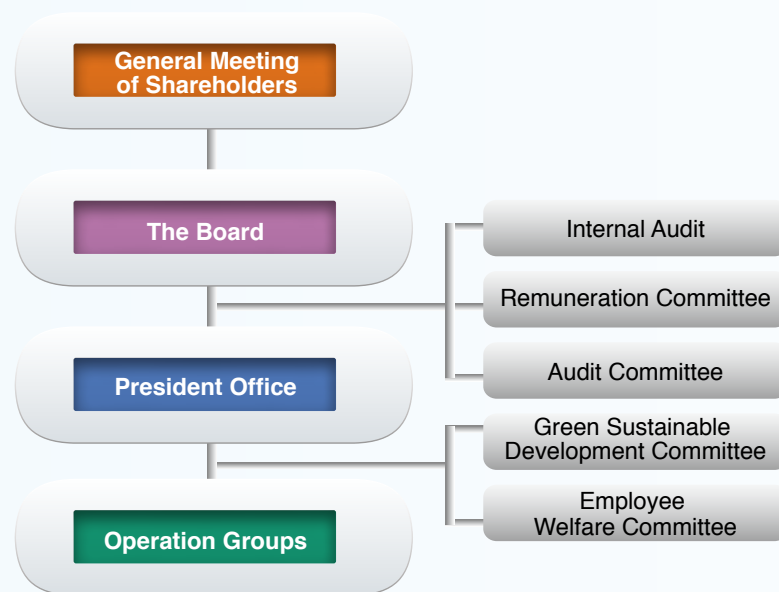 General Meeting
of Shareholders
The Board
Internal Audit
Remuneration Committee
Audit Committee
President Office
Green Sustainable
Development Committee
Employee
Welfare Committee
Operation Groups